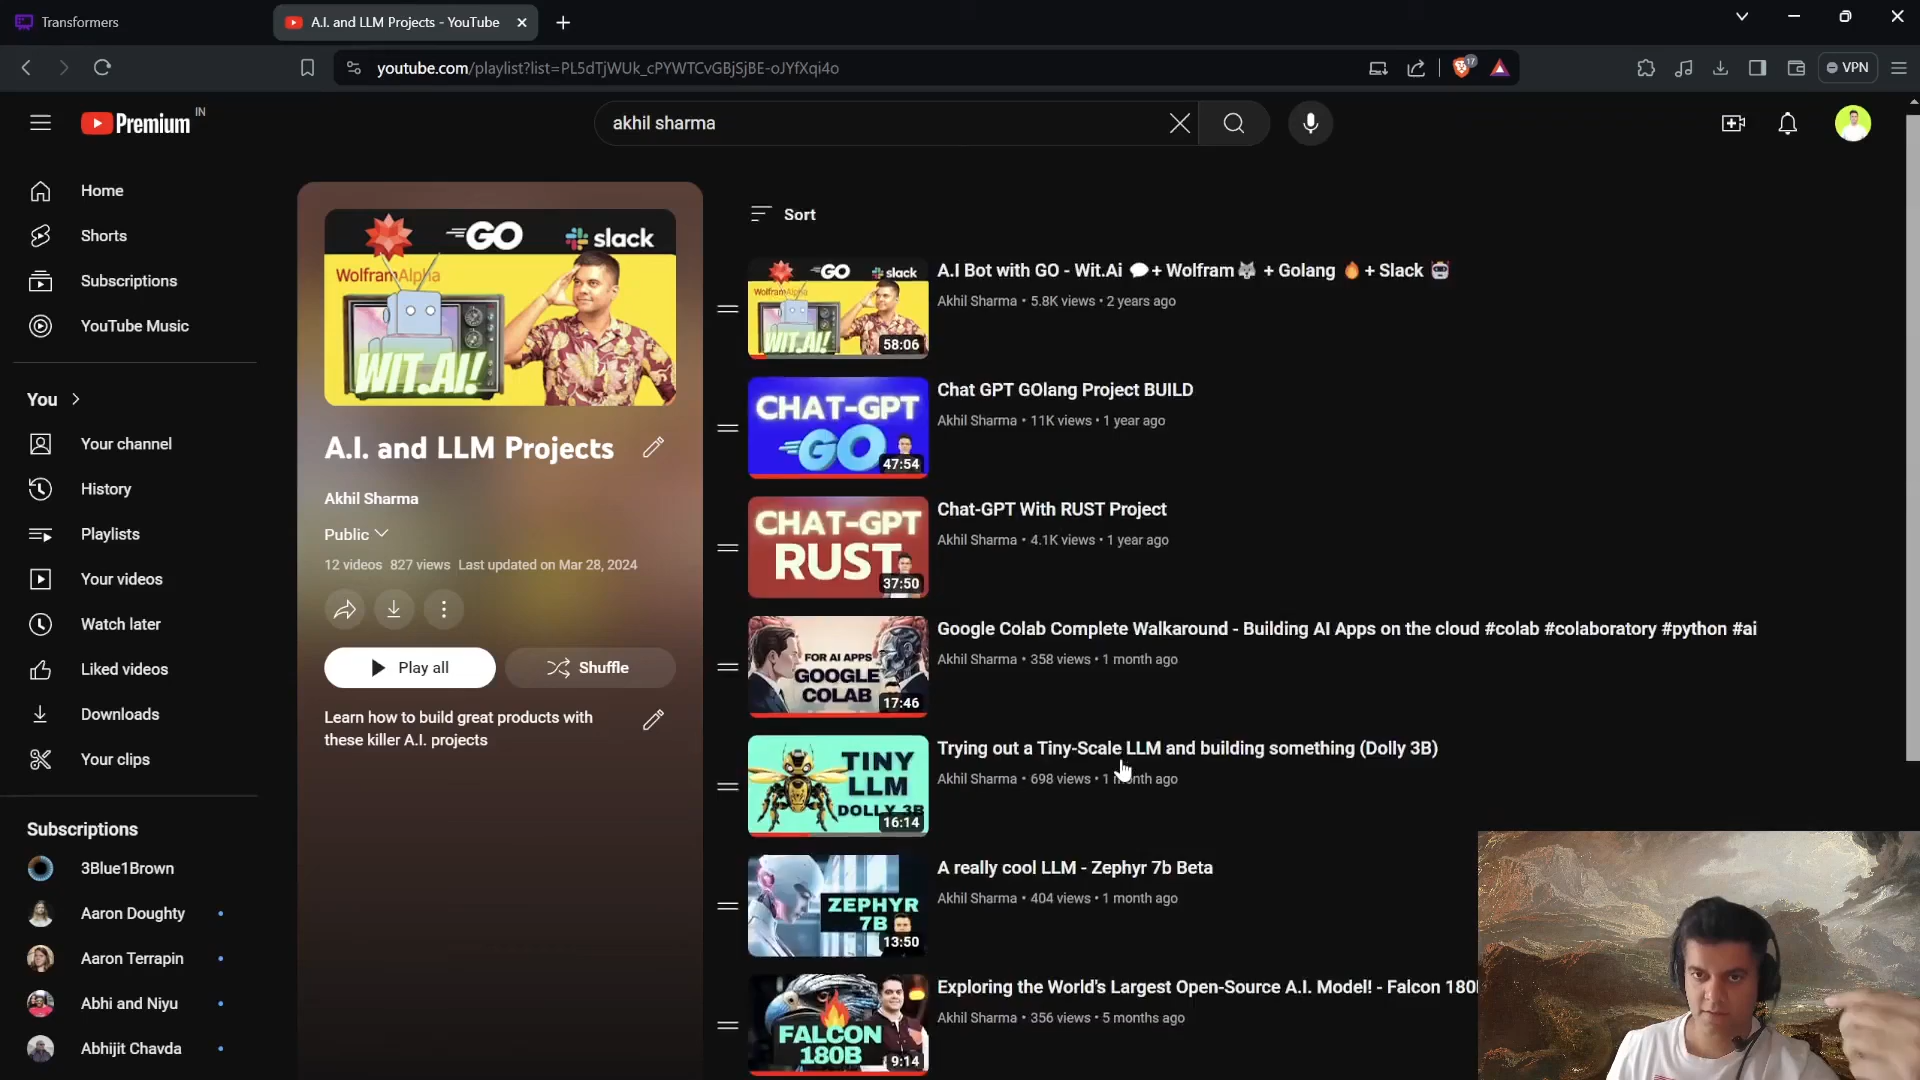 Transformers
A.I. and LLM Projects - YouTube
youtube.com/playlist?list=PL5dTjWUk_cPYWTCvGBjSjBE-oJYfXqi4o
17
VPN
Premium
IN
akhil sharma
Home
Shorts
Subscriptions
YouTube Music
You
Your channel
History
Playlists
Your videos
Watch later
Liked videos
Downloads
Your clips
Subscriptions
3Blue1Brown
Aaron Doughty
Aaron Terrapin
Abhi and Niyu
Abhijit Chavda
GO
slack
WolframAlpha
WIT.AI!
A.I. and LLM Projects
Akhil Sharma
Public
12 videos 827 views Last updated on Mar 28, 2024
Play all
Shuffle
Learn how to build great products with
these killer A.I. projects
Sort
GO
slack
WolframAlpha
WIT.AI!
58:06
A.I Bot with GO - Wit.Ai 💬+ Wolfram🐺 + Golang 🔥+ Slack 🤖
Akhil Sharma • 5.8K views • 2 years ago
CHAT-GPT
GO
47:54
Chat GPT GOlang Project BUILD
Akhil Sharma • 11K views • 1 year ago
CHAT-GPT
RUST
37:50
Chat-GPT With RUST Project
Akhil Sharma • 4.1K views • 1 year ago
FOR AI APPS
GOOGLE
COLAB
17:46
Google Colab Complete Walkaround - Building AI Apps on the cloud #colab #colaboratory #python #ai
Akhil Sharma • 358 views • 1 month ago
TINY
LLM
DOLLY 3B
16:14
Trying out a Tiny-Scale LLM and building something (Dolly 3B)
Akhil Sharma • 698 views • 1 month ago
ZEPHYR
7B
13:50
A really cool LLM - Zephyr 7b Beta
Akhil Sharma • 404 views • 1 month ago
FALCON
180B
9:14
Exploring the World's Largest Open-Source A.I. Model! - Falcon 180
Akhil Sharma • 356 views • 5 months ago